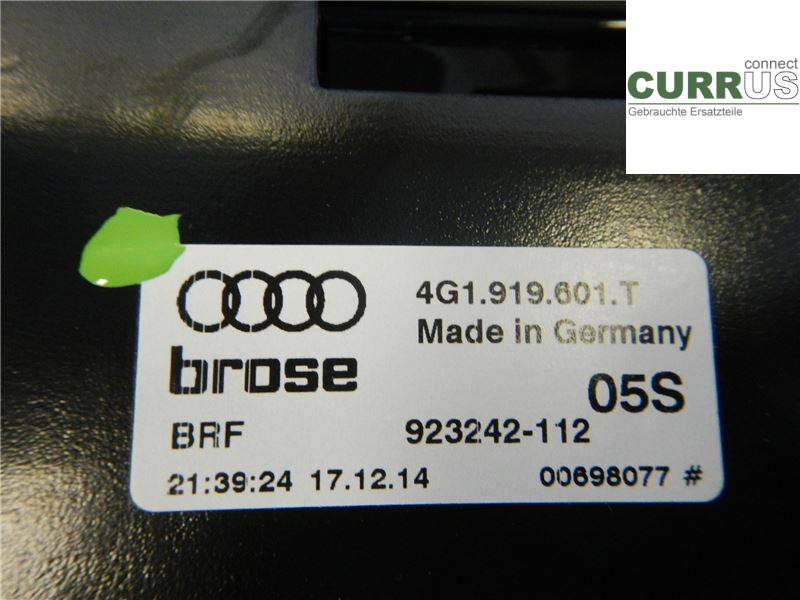 connect
CURRUS
Gebrauchte Ersatzteile
4G1.919.601.T
Made in Germany
brose
05S
BRF 923242-112
21:39:24 17.12.14 00698077 #